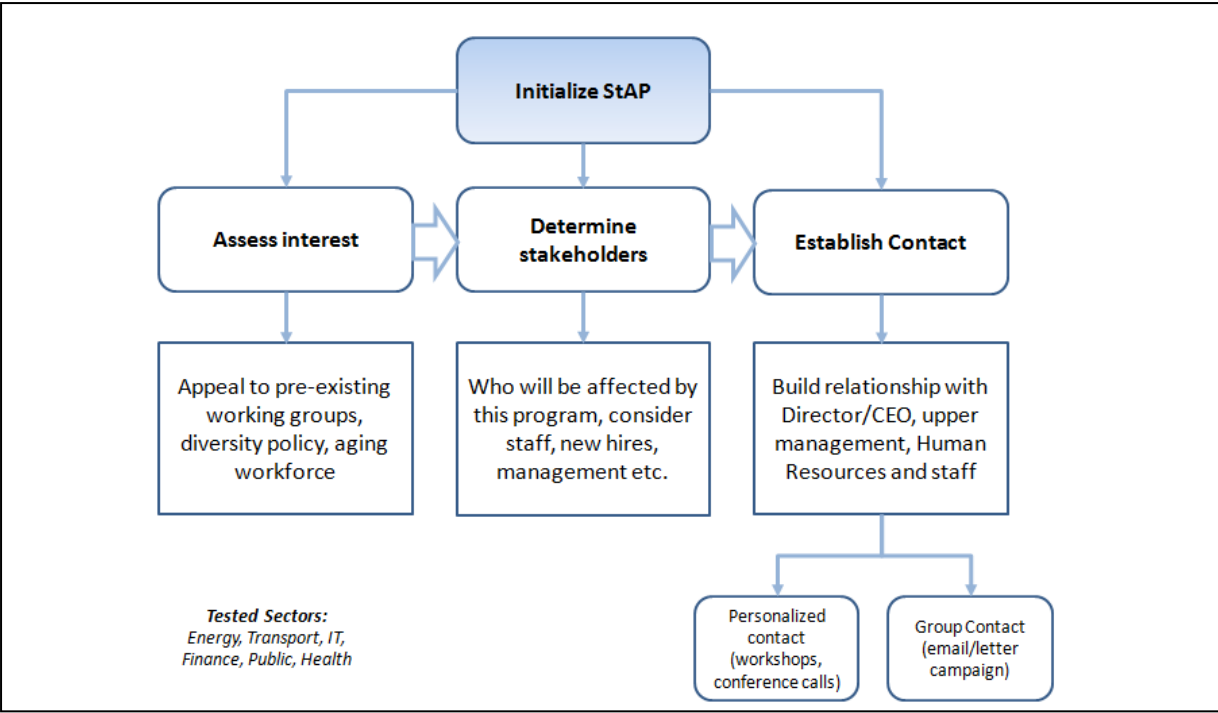 Initialize StAP
Assess interest
Determine
stakeholders
Establish Contact
Appeal to pre-existing
working groups,
diversity policy, aging
workforce
Who will be affected by
this program, consider
staff, new hires,
management etc.
Build relationship with
Director/CEO, upper
management, Human
Resources and staff
Tested Sectors:
Energy, Transport, IT,
Finance, Public, Health
Personalized
contact
(workshops,
conference calls)
Group Contact
(email/letter
campaign)